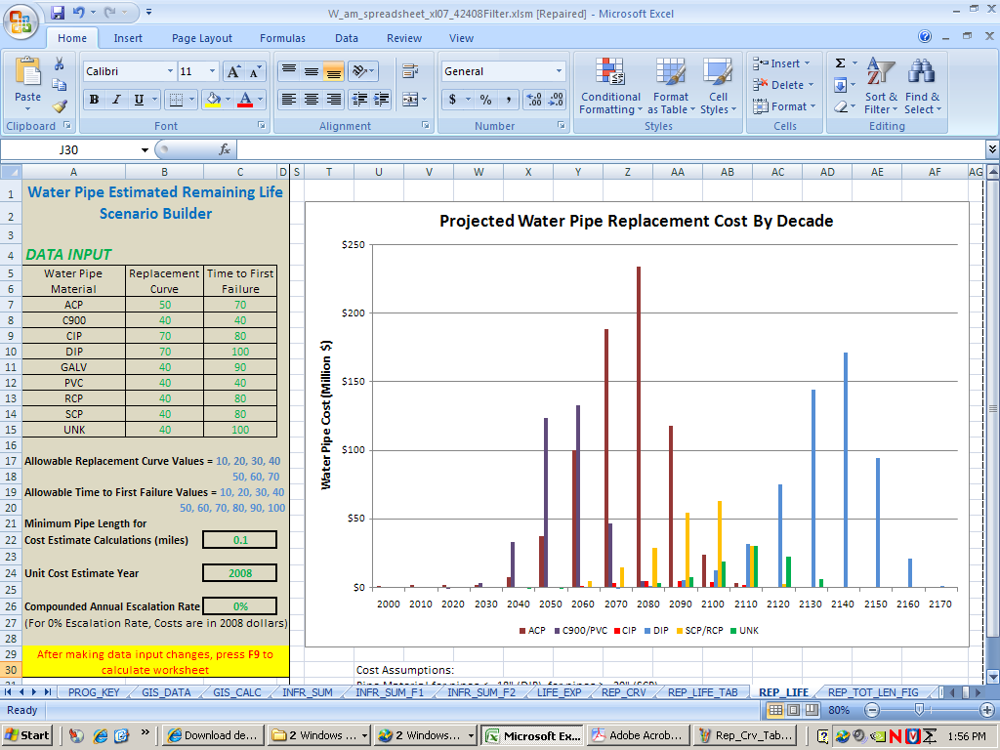 W_am_spreadsheet_xl07_42408Filter.xlsm [Repaired] - Microsoft Excel
Home Insert Page Layout Formulas Data Review View
Calibri 11 General
Paste
B I U $ % ,
Conditional Formatting
Format as Table
Cell Styles
Insert
Delete
Format
Σ
Sort & Filter
Find & Select
Clipboard Font Alignment Number Styles Cells Editing
J30 fx
A B C D S T U V W X Y Z AA AB AC AD AE AF AG
1
2
3
4
5
6
7
8
9
10
11
12
13
14
15
16
17
18
19
20
21
22
23
24
25
26
27
28
29
30
Water Pipe Estimated Remaining Life
Scenario Builder
DATA INPUT
Water Pipe Material Replacement Curve Time to First Failure
ACP 50 70
C900 40 40
CIP 70 80
DIP 70 100
GALV 40 90
PVC 40 40
RCP 40 80
SCP 40 80
UNK 40 100
Allowable Replacement Curve Values = 10, 20, 30, 40
50, 60, 70
Allowable Time to First Failure Values = 10, 20, 30, 40
50, 60, 70, 80, 90, 100
Minimum Pipe Length for
Cost Estimate Calculations (miles) 0.1
Unit Cost Estimate Year 2008
Compounded Annual Escalation Rate 0%
(For 0% Escalation Rate, Costs are in 2008 dollars)
After making data input changes, press F9 to
calculate worksheet
Projected Water Pipe Replacement Cost By Decade
Water Pipe Cost (Million $)
$250
$200
$150
$100
$50
$0
2000 2010 2020 2030 2040 2050 2060 2070 2080 2090 2100 2110 2120 2130 2140 2150 2160 2170
ACP C900/PVC CIP DIP SCP/RCP UNK
Cost Assumptions:
PROG_KEY GIS_DATA GIS_CALC INFR_SUM INFR_SUM_F1 INFR_SUM_F2 LIFE_EXP REP_CRV REP_LIFE_TAB REP_LIFE REP_TOT_LEN_FIG
Ready 80%
Start Download de... 2 Windows ... 2 Windows... Microsoft Ex... Adobe Acrob... Rep_Crv_Tab... 1:56 PM